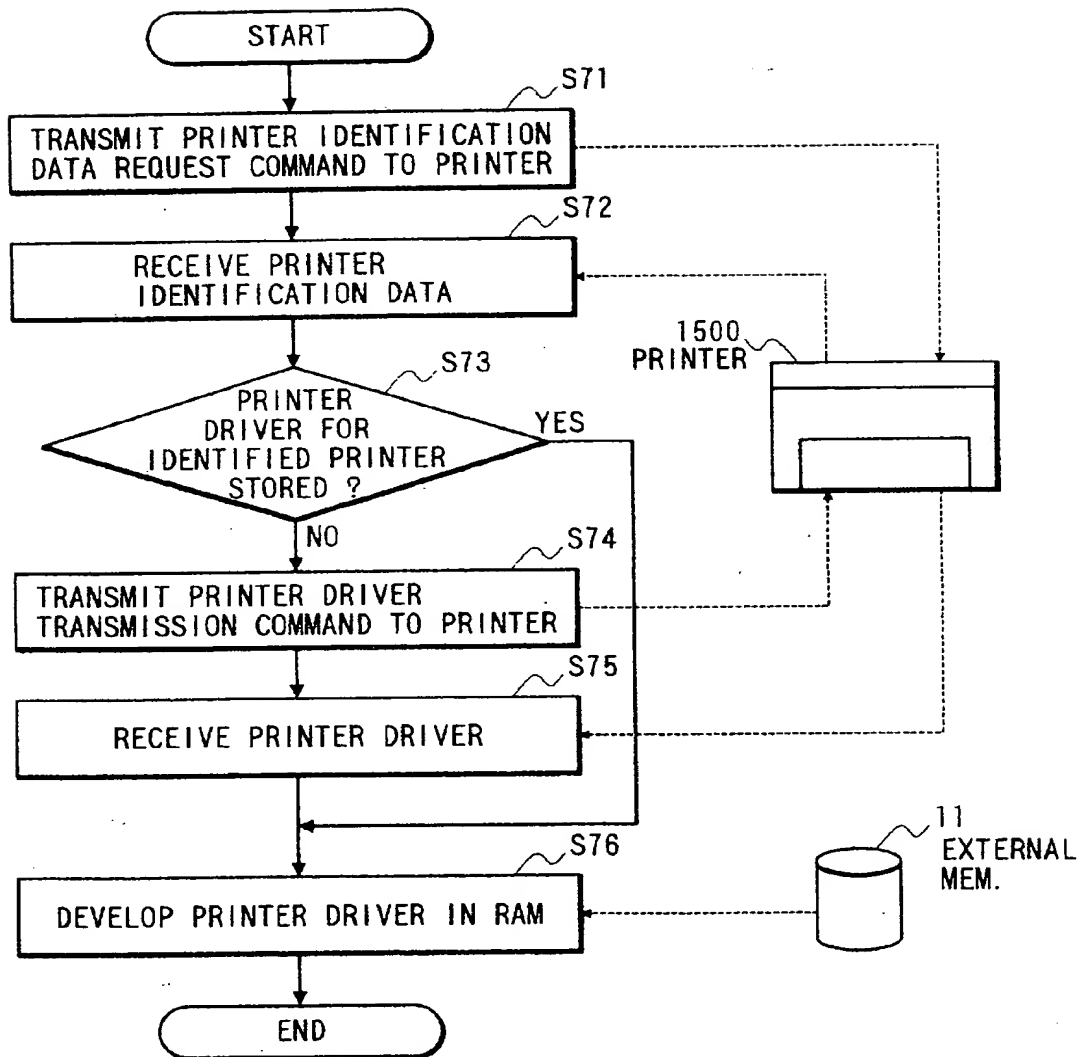 START
S71
TRANSMIT PRINTER IDENTIFICATION
DATA REQUEST COMMAND TO PRINTER
S72
RECEIVE PRINTER
IDENTIFICATION DATA
1500
PRINTER
S73
PRINTER
DRIVER FOR
IDENTIFIED PRINTER
STORED ?
YES
NO
S74
TRANSMIT PRINTER DRIVER
TRANSMISSION COMMAND TO PRINTER
S75
RECEIVE PRINTER DRIVER
S76
DEVELOP PRINTER DRIVER IN RAM
11
EXTERNAL
MEM.
END